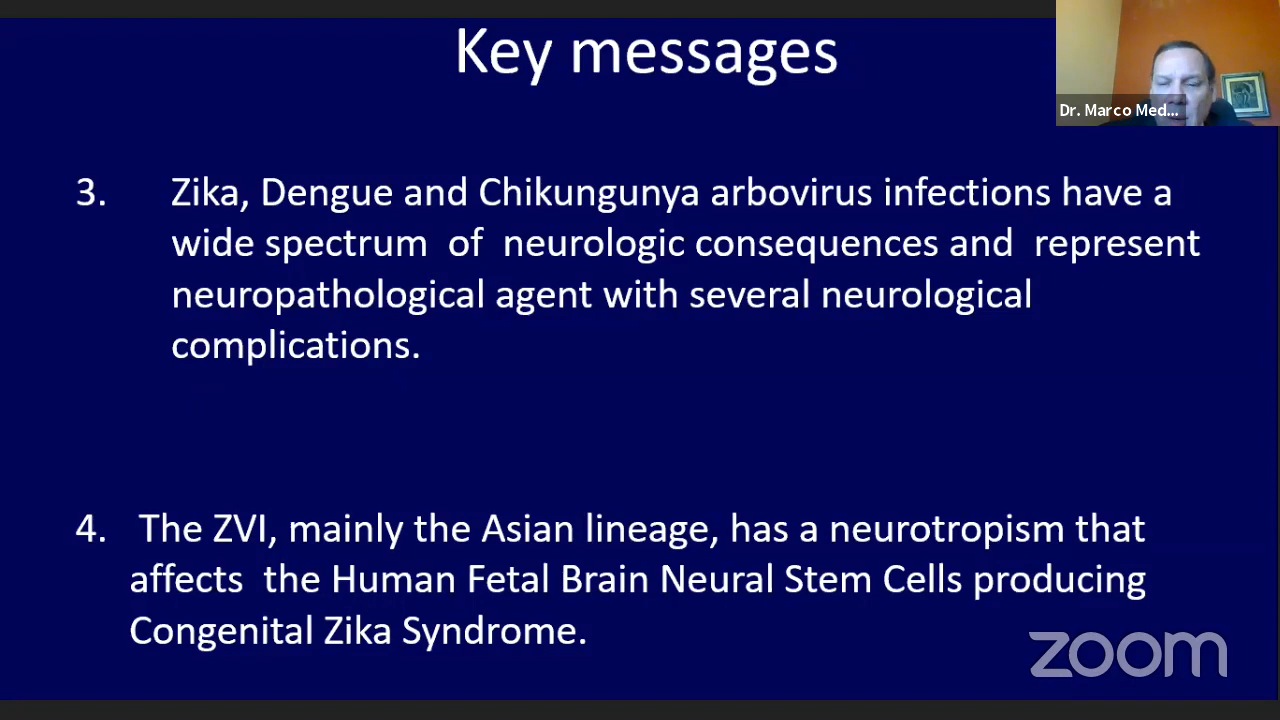 Key messages
Dr. Marco Med...
3. Zika, Dengue and Chikungunya arbovirus infections have a
wide spectrum of neurologic consequences and represent
neuropathological agent with several neurological
complications.
4. The ZVI, mainly the Asian lineage, has a neurotropism that
affects the Human Fetal Brain Neural Stem Cells producing
Congenital Zika Syndrome.
zoom